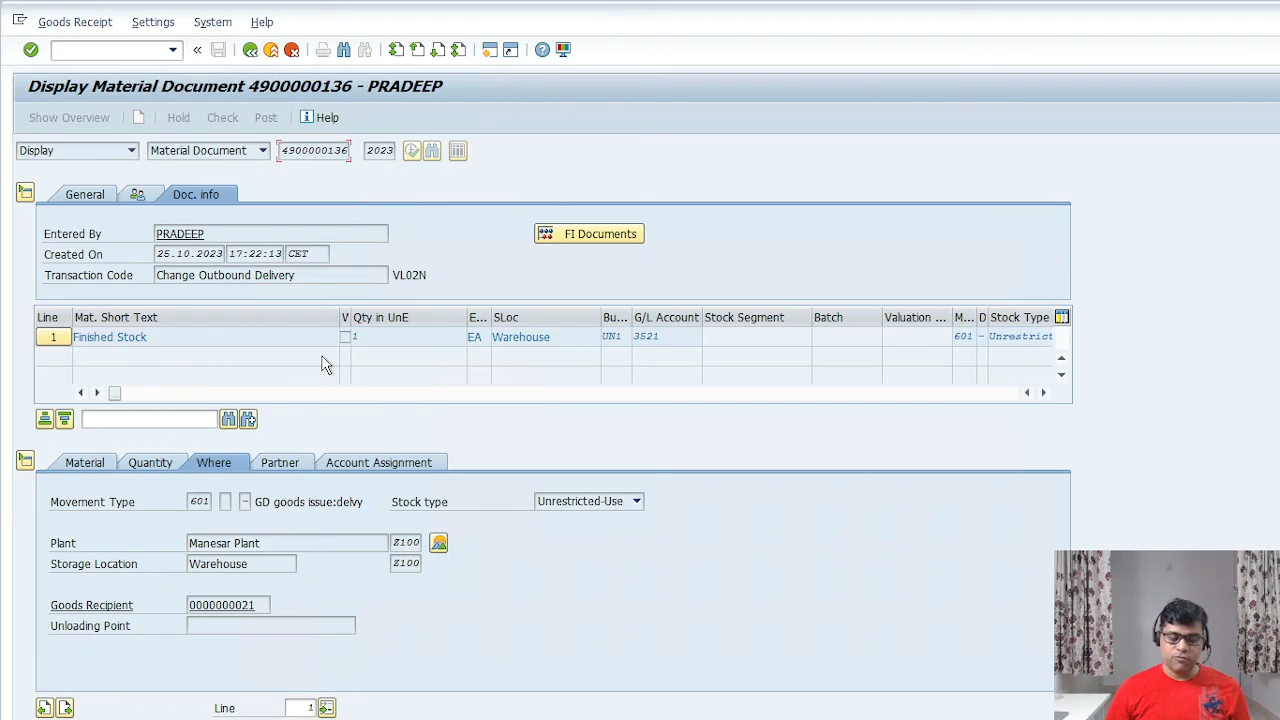 Goods Receipt Settings System Help
Display Material Document 4900000136 - PRADEEP
Show Overview Hold Check Post Help
Display Material Document 4900000136 2023
General Doc. info
Entered By PRADEEP FI Documents
Created On 25.10.2023 17:22:13 CET
Transaction Code Change Outbound Delivery VL02N
Line Mat. Short Text V Qty in UnE E... SLoc Bu... G/L Account Stock Segment Batch Valuation ... M... D Stock Type
1 Finished Stock 1 EA Warehouse UN1 3521 601 - Unrestrict
Material Quantity Where Partner Account Assignment
Movement Type 601 - GD goods issue:delvy Stock type Unrestricted-Use
Plant Manesar Plant Z100
Storage Location Warehouse Z100
Goods Recipient 0000000021
Unloading Point
Line 1